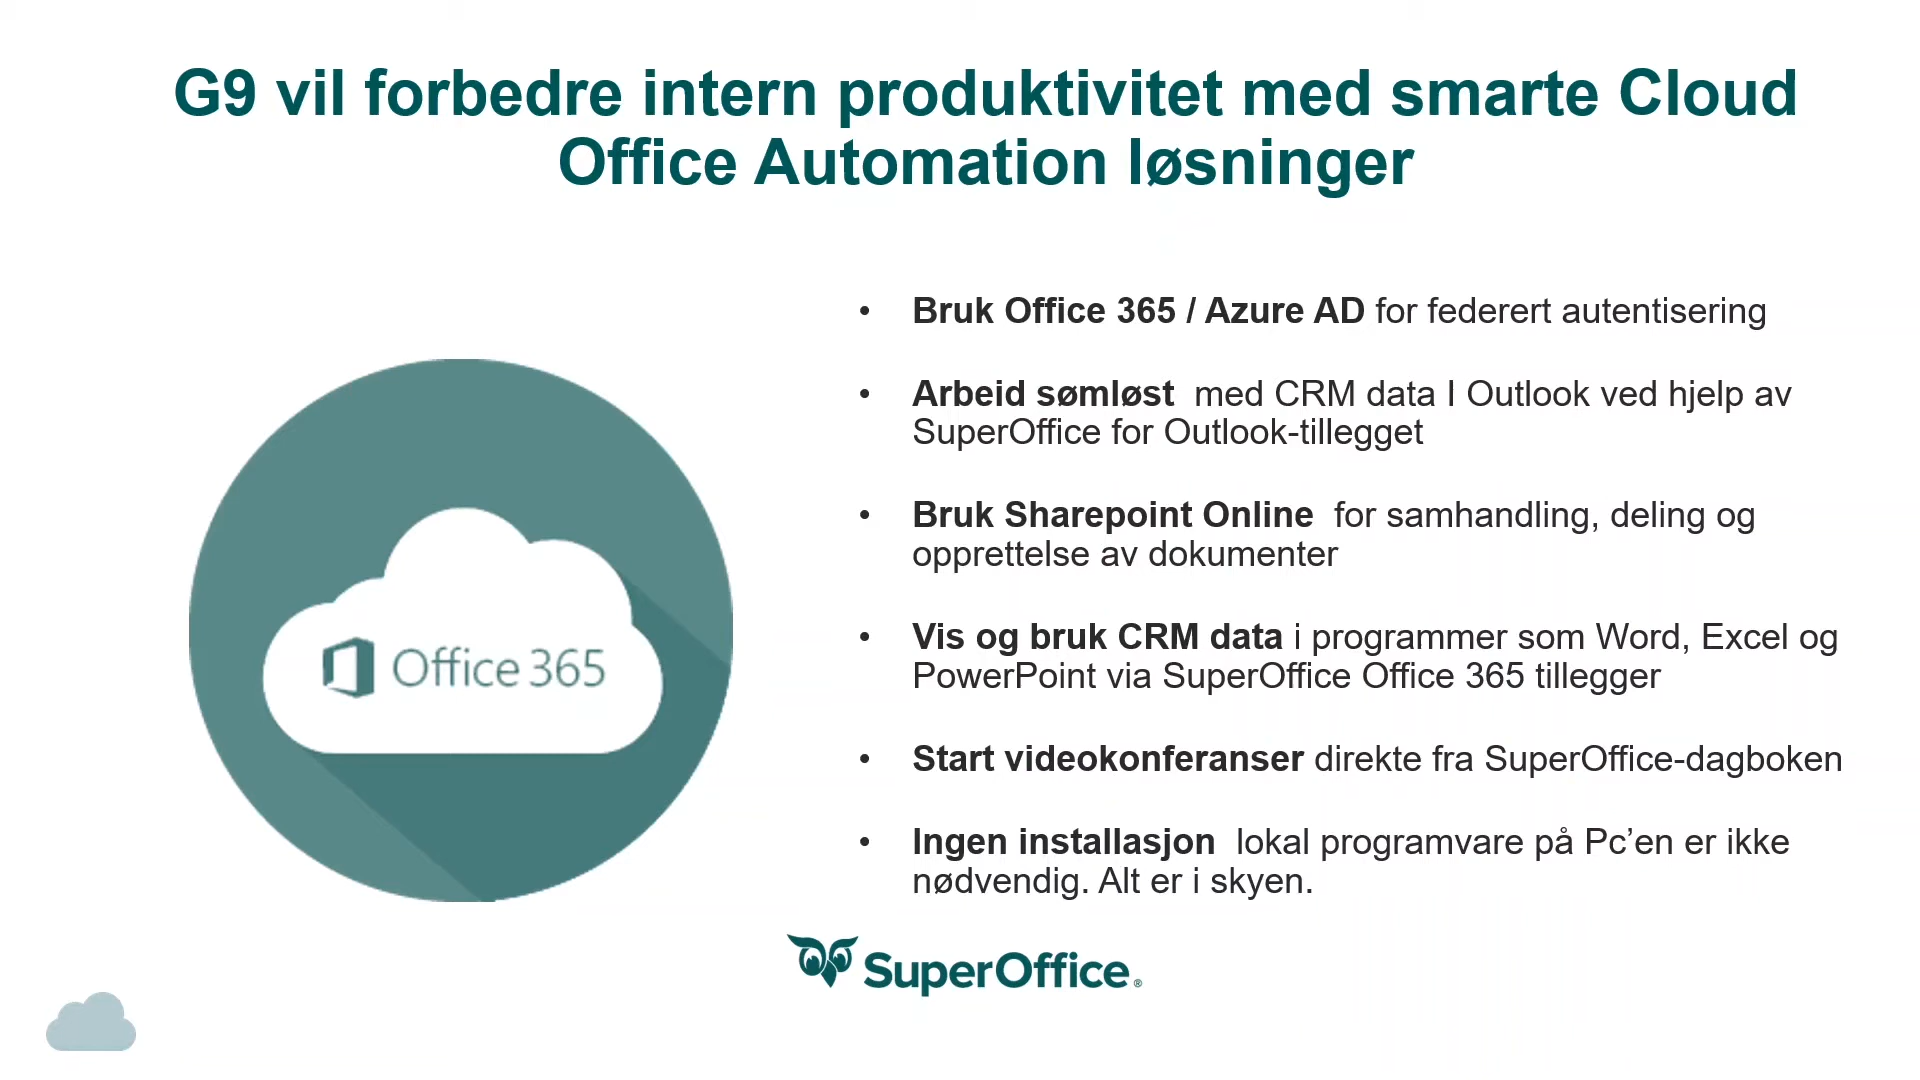 G9 vil forbedre intern produktivitet med smarte Cloud
Office Automation løsninger
Office 365
• Bruk Office 365 / Azure AD for federert autentisering
• Arbeid sømløst  med CRM data I Outlook ved hjelp av
SuperOffice for Outlook-tillegget
• Bruk Sharepoint Online  for samhandling, deling og
opprettelse av dokumenter
• Vis og bruk CRM data i programmer som Word, Excel og
PowerPoint via SuperOffice Office 365 tillegger
• Start videokonferanser direkte fra SuperOffice-dagboken
• Ingen installasjon  lokal programvare på Pc’en er ikke
nødvendig. Alt er i skyen.
SuperOffice®